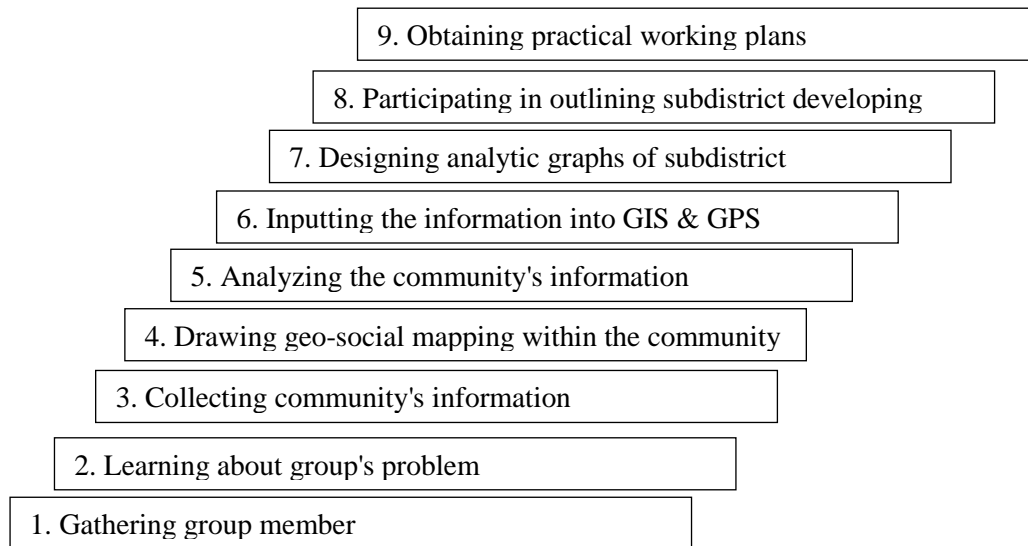 9. Obtaining practical working plans
8. Participating in outlining subdistrict developing
7. Designing analytic graphs of subdistrict
6. Inputting the information into GIS & GPS
5. Analyzing the community's information
4. Drawing geo-social mapping within the community
3. Collecting community's information
2. Learning about group's problem
1. Gathering group member